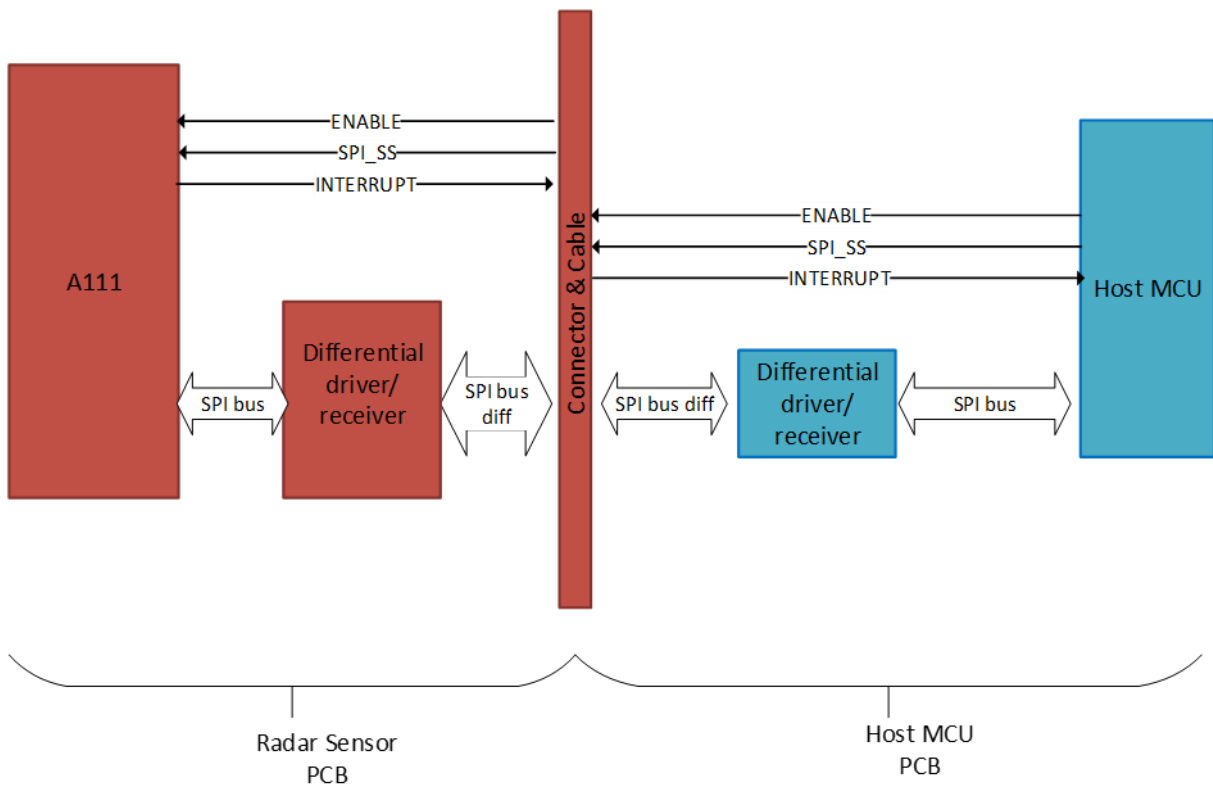 ENABLE
SPI_SS
INTERRUPT
ENABLE
SPI_SS
INTERRUPT
A111
Connector & Cable
Host MCU
Differential
driver/
receiver
Differential
driver/
receiver
SPI bus
SPI bus
diff
SPI bus diff
SPI bus
Radar Sensor
PCB
Host MCU
PCB